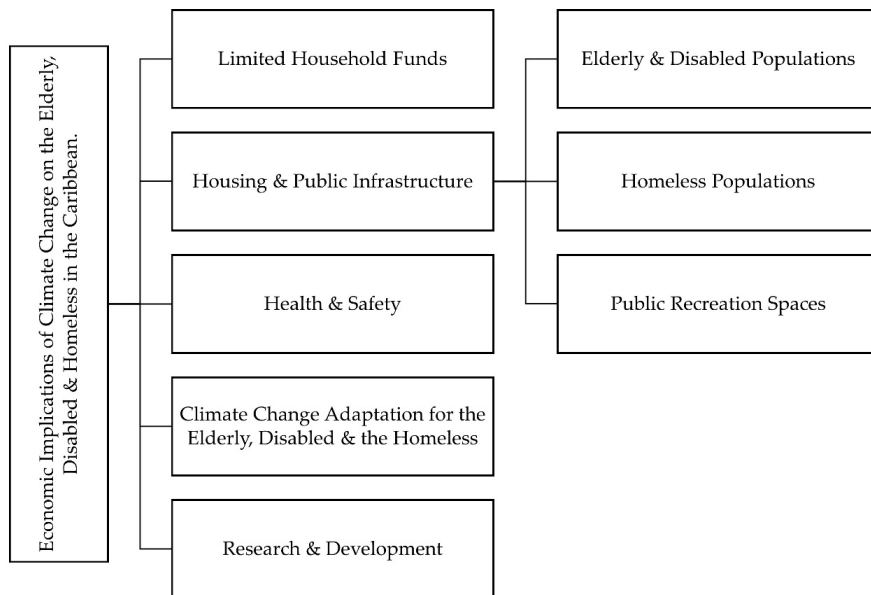 Economic Implications of Climate Change on the Elderly,
Disabled & Homeless in the Caribbean.
Limited Household Funds
Housing & Public Infrastructure
Health & Safety
Climate Change Adaptation for the
Elderly, Disabled & the Homeless
Research & Development
Elderly & Disabled Populations
Homeless Populations
Public Recreation Spaces